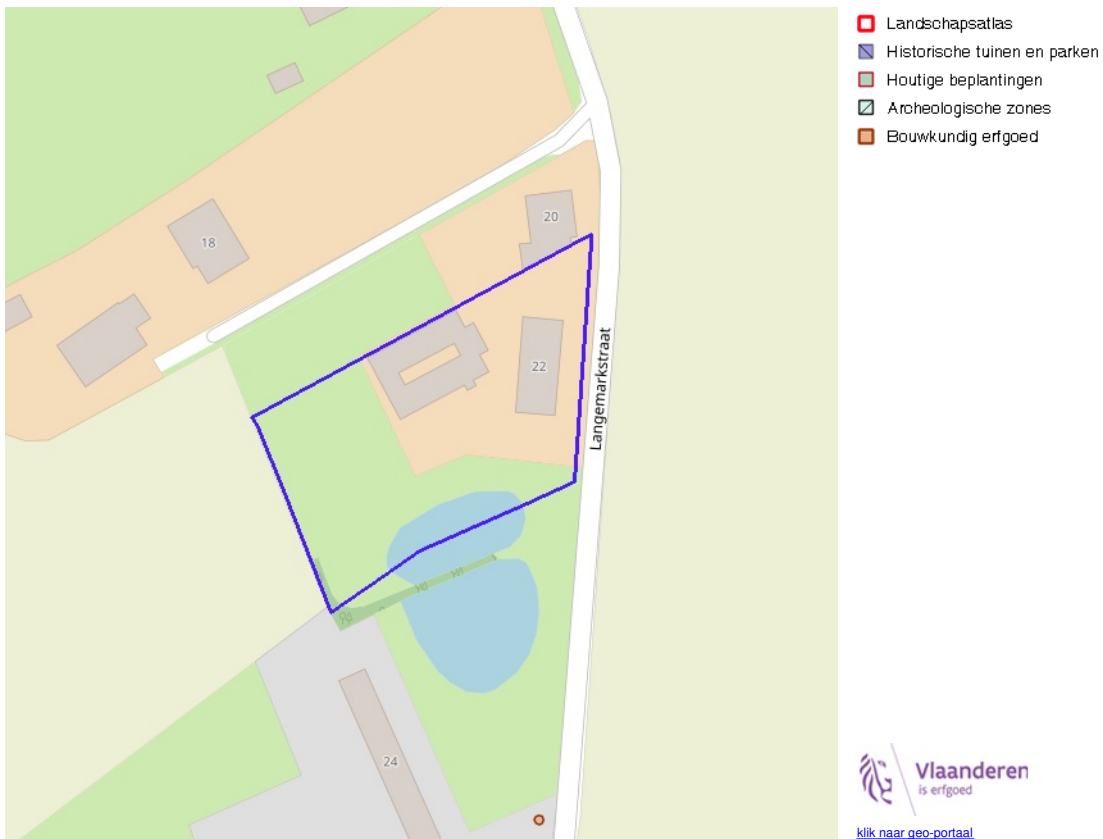 Landschapsatlas
Historische tuinen en parken
Houtige beplantingen
Archeologische zones
Bouwkundig erfgoed
20
18
22
Langemarkstraat
24
Vlaanderen
is erfgoed
klik naar geo-portaal